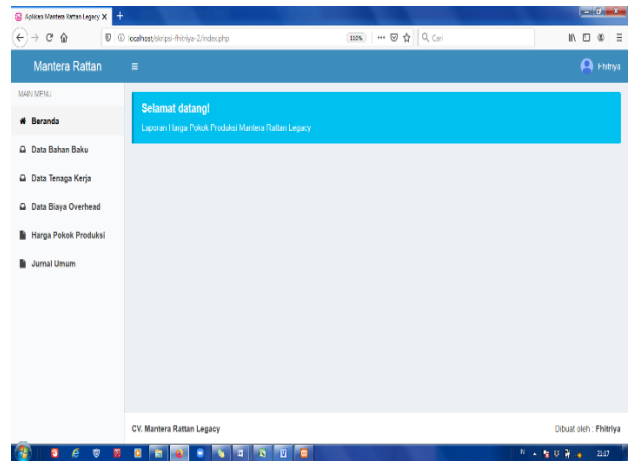 Aplikasi Mantera Rattan Legacy
localhost/skripsi-fhitriya-2/index.php
110%
Cari
Mantera Rattan
Fhitriya
MAIN MENU
Beranda
Data Bahan Baku
Data Tenaga Kerja
Data Biaya Overhead
Harga Pokok Produksi
Jurnal Umum
Selamat datang!
Laporan Harga Pokok Produksi Mantera Rattan Legacy
CV. Mantera Rattan Legacy
Dibuat oleh : Fhitriya